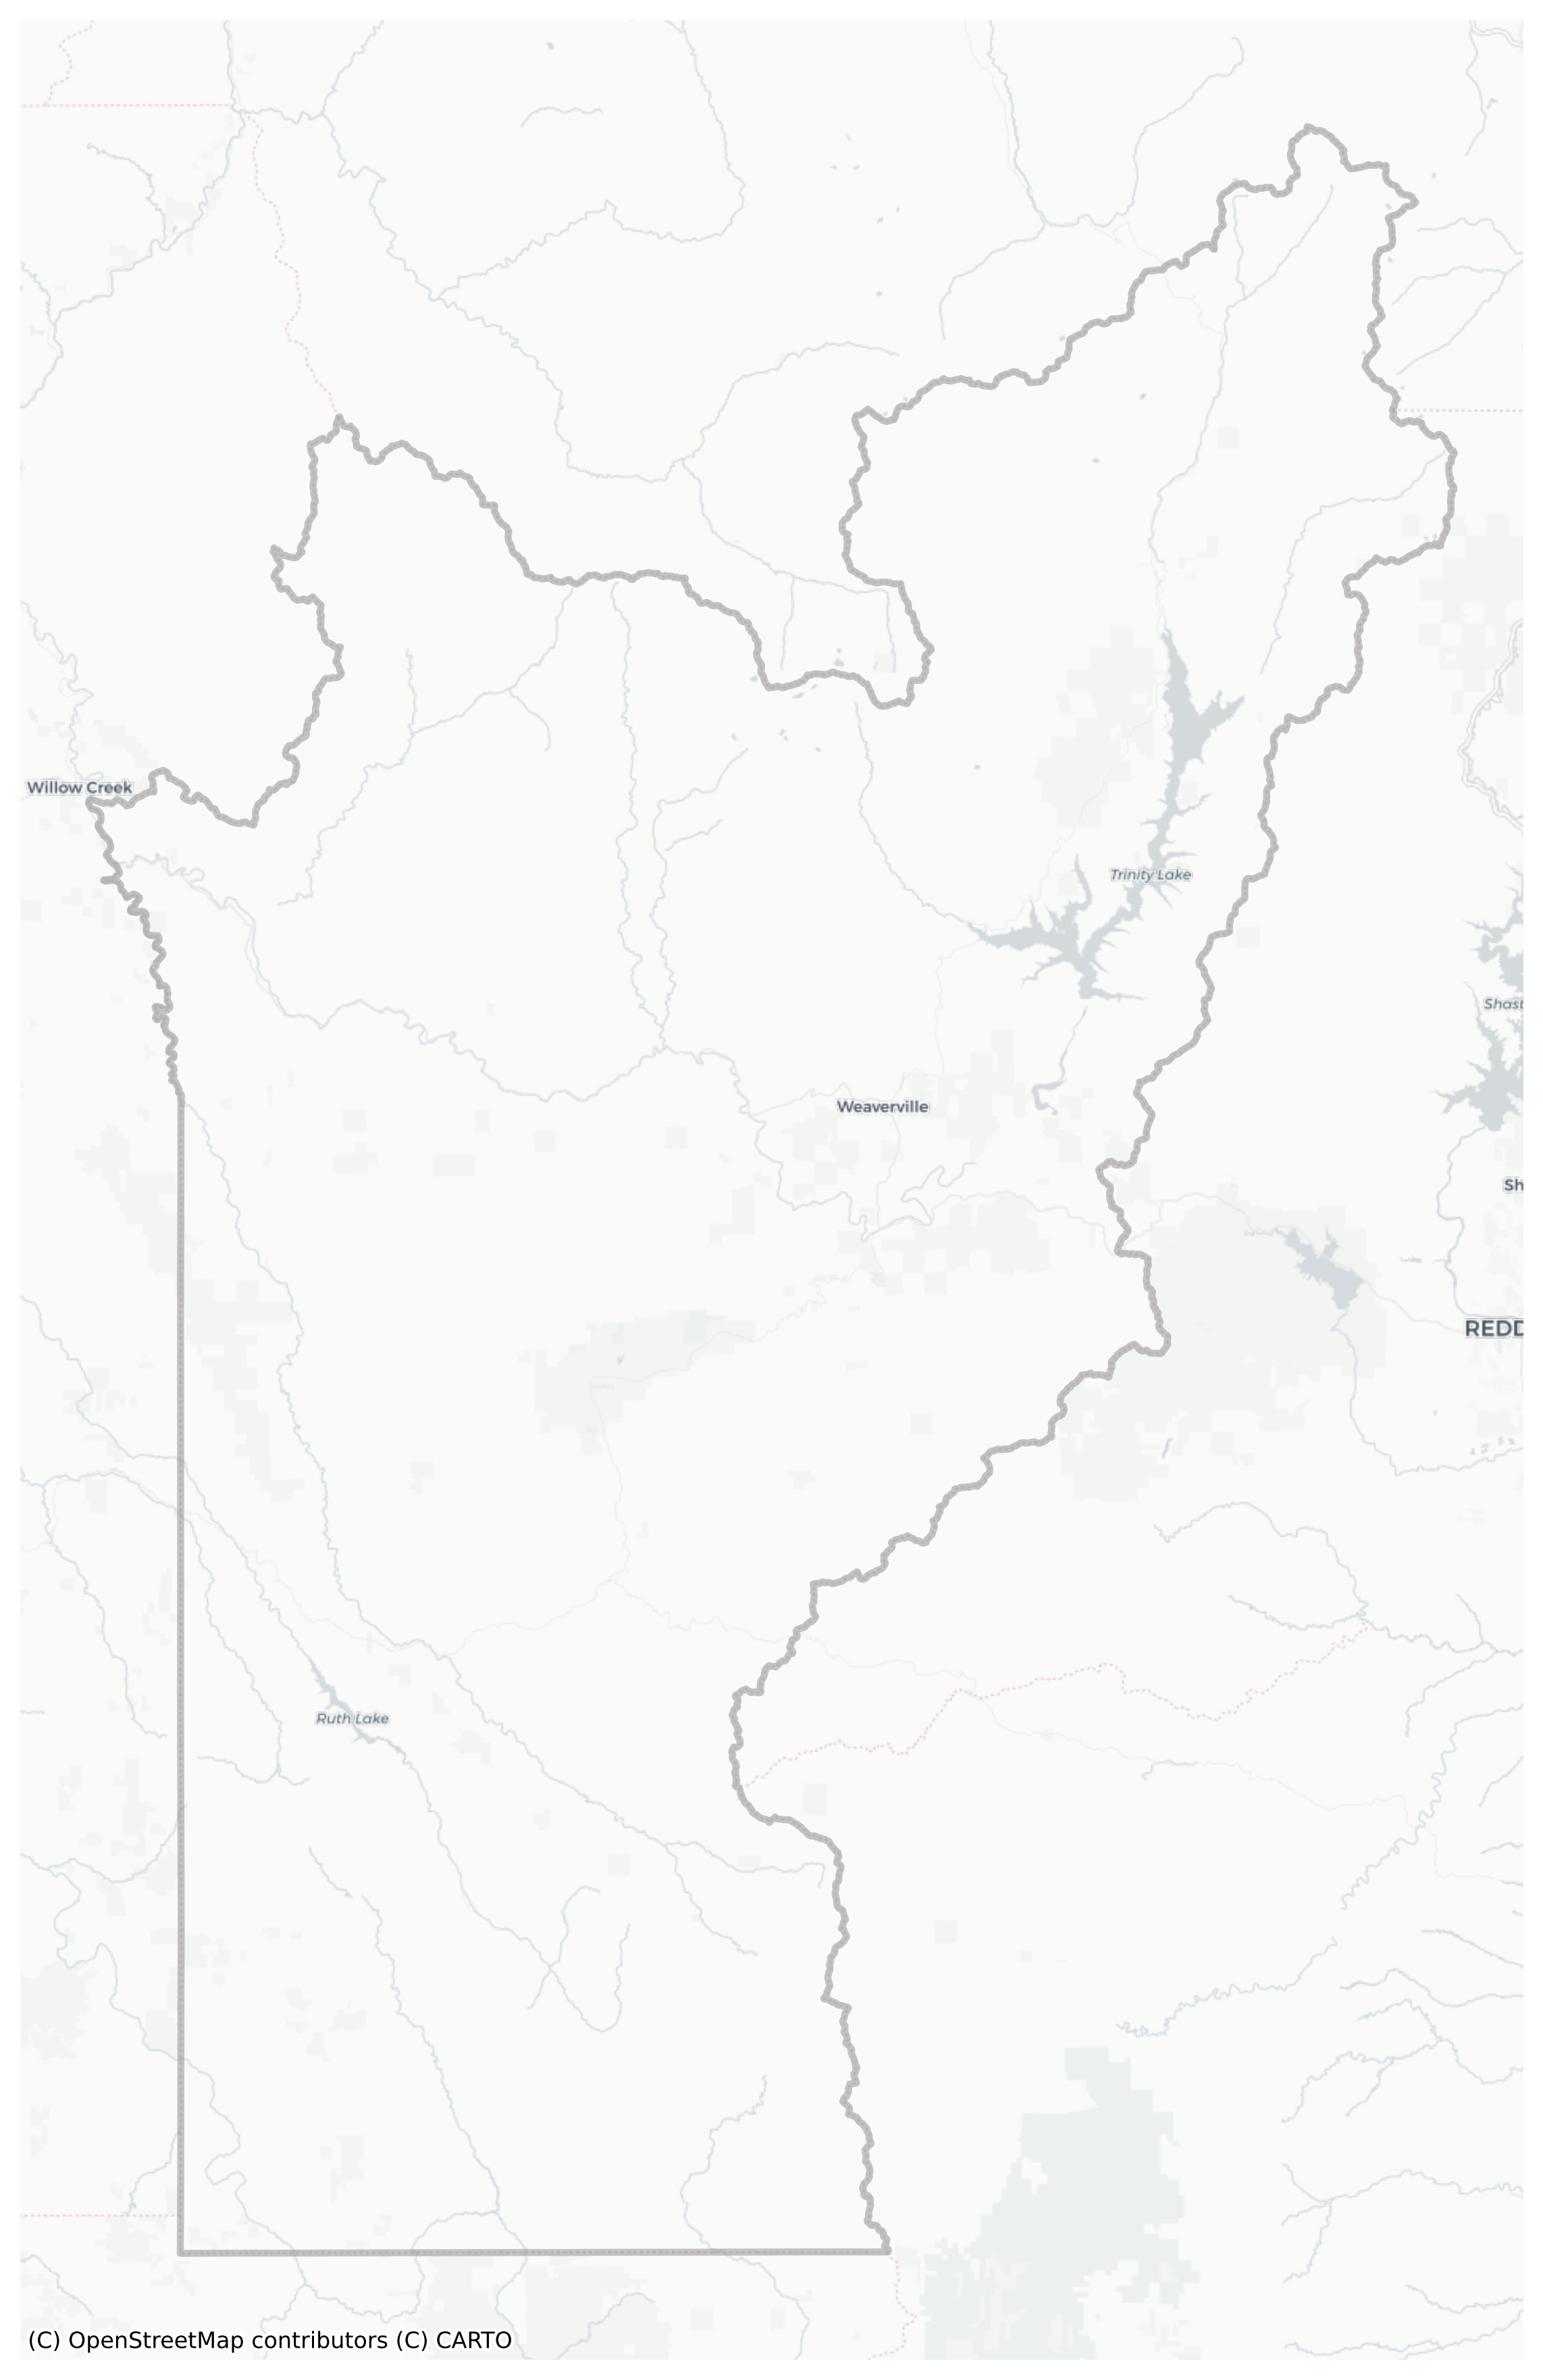 Willow Creek
Trinity Lake
Shast
Weaverville
Sh
REDD
Ruth Lake
(C) OpenStreetMap contributors (C) CARTO